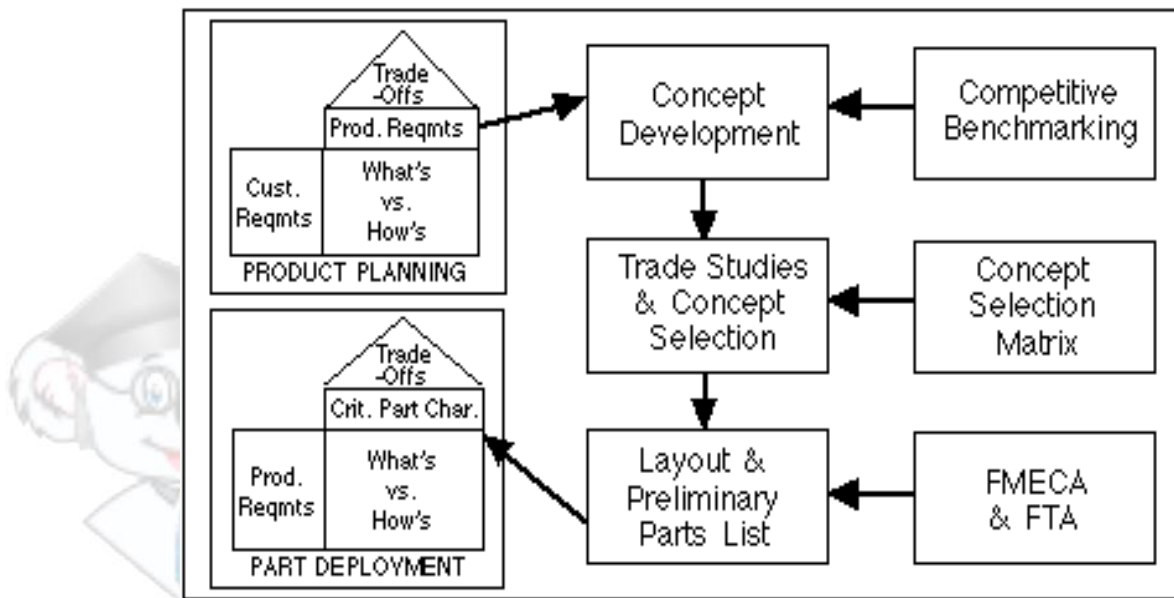 Trade
-Offs
Prod. Reqmts
Cust.
Reqmts
What's
vs.
How's
PRODUCT PLANNING
Concept
Development
Competitive
Benchmarking
Trade Studies
& Concept
Selection
Concept
Selection
Matrix
Trade
-Offs
Crit. Part Char.
Prod.
Reqmts
What's
vs.
How's
PART DEPLOYMENT
Layout &
Preliminary
Parts List
FMECA
& FTA